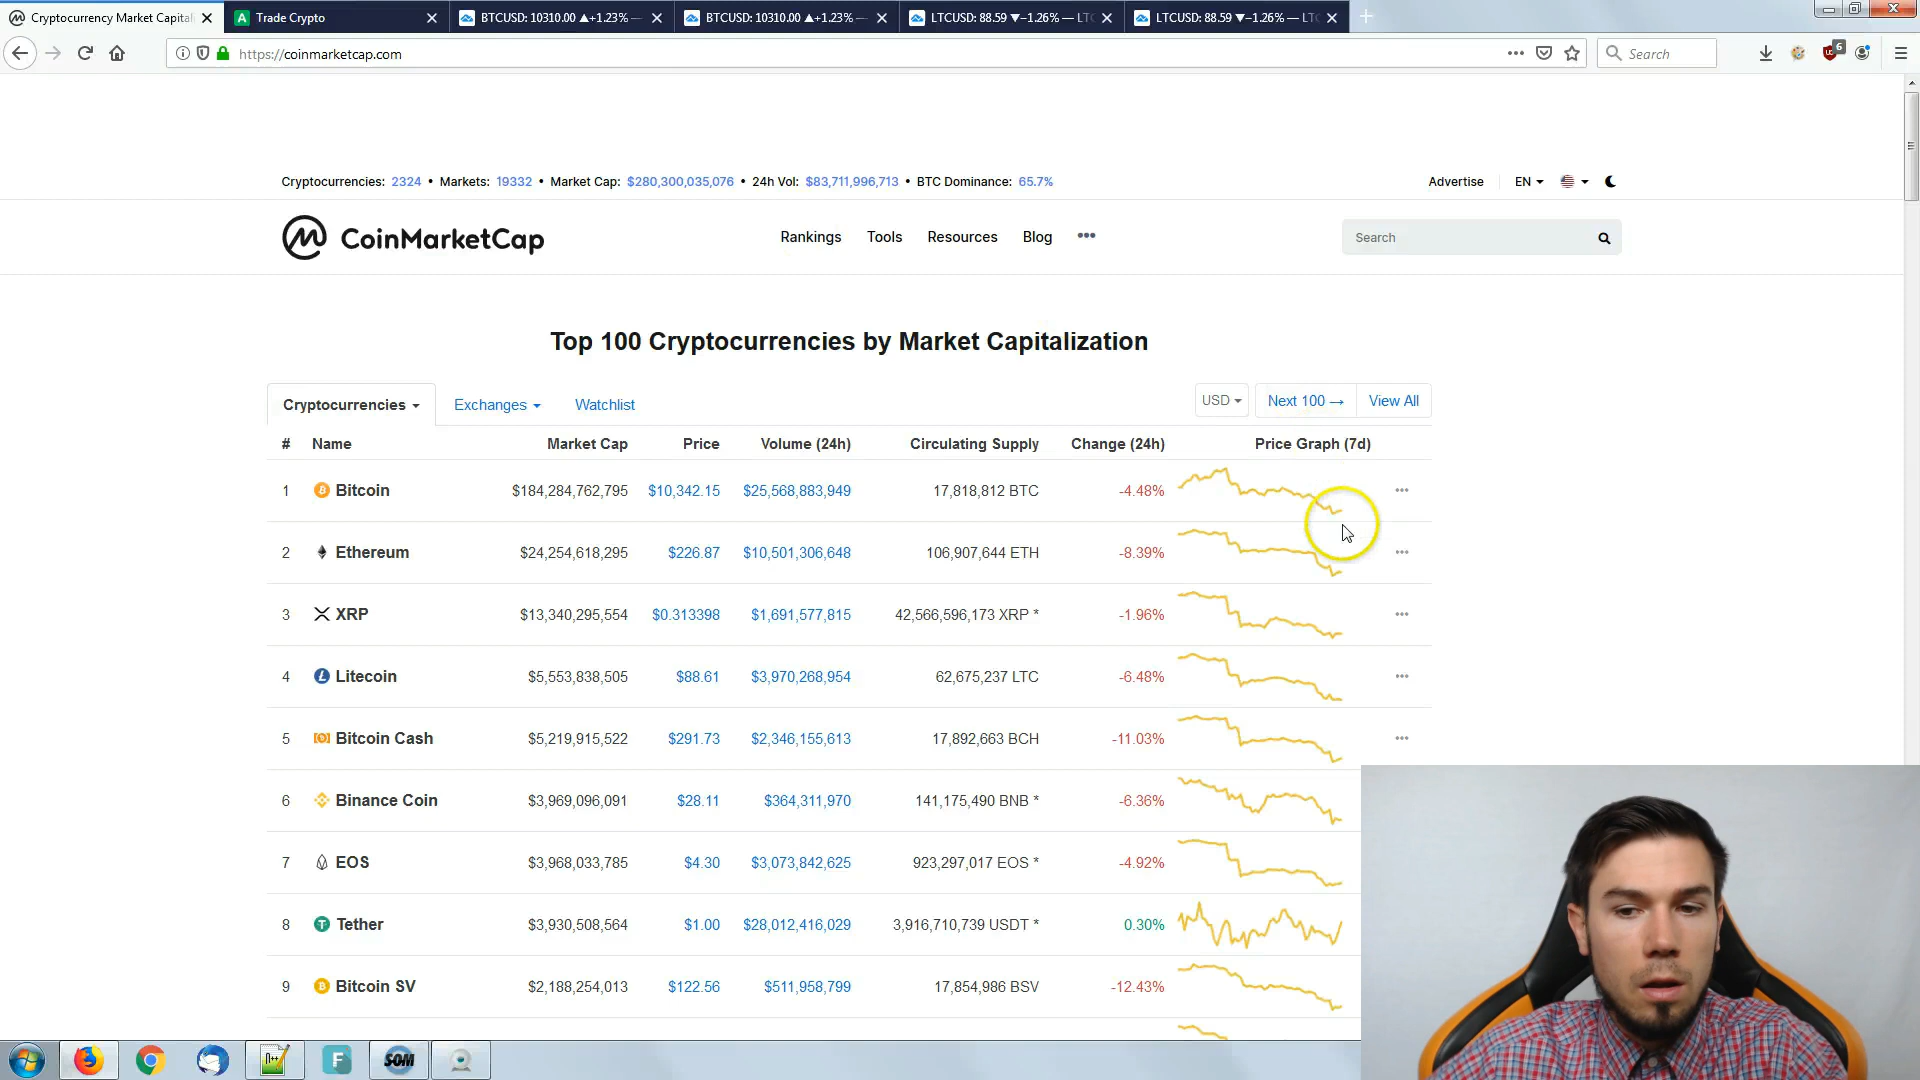 Cryptocurrency Market Capital
Trade Crypto
BTCUSD: 10310.00 ▲+1.23% —
BTCUSD: 10310.00 ▲+1.23% —
LTCUSD: 88.59 ▼−1.26% — LTC
LTCUSD: 88.59 ▼−1.26% — LTC
https://coinmarketcap.com
Search
6
Cryptocurrencies: 2324 • Markets: 19332 • Market Cap: $280,300,035,076 • 24h Vol: $83,711,996,713 • BTC Dominance: 65.7%
Advertise EN
CoinMarketCap
Rankings Tools Resources Blog •••
Search
Top 100 Cryptocurrencies by Market Capitalization
Cryptocurrencies Exchanges Watchlist USD Next 100 → View All
# Name Market Cap Price Volume (24h) Circulating Supply Change (24h) Price Graph (7d)
1 Bitcoin $184,284,762,795 $10,342.15 $25,568,883,949 17,818,812 BTC -4.48%
2 Ethereum $24,254,618,295 $226.87 $10,501,306,648 106,907,644 ETH -8.39%
3 XRP $13,340,295,554 $0.313398 $1,691,577,815 42,566,596,173 XRP * -1.96%
4 Litecoin $5,553,838,505 $88.61 $3,970,268,954 62,675,237 LTC -6.48%
5 Bitcoin Cash $5,219,915,522 $291.73 $2,346,155,613 17,892,663 BCH -11.03%
6 Binance Coin $3,969,096,091 $28.11 $364,311,970 141,175,490 BNB * -6.36%
7 EOS $3,968,033,785 $4.30 $3,073,842,625 923,297,017 EOS * -4.92%
8 Tether $3,930,508,564 $1.00 $28,012,416,029 3,916,710,739 USDT * 0.30%
9 Bitcoin SV $2,188,254,013 $122.56 $511,958,799 17,854,986 BSV -12.43%
F
SOM